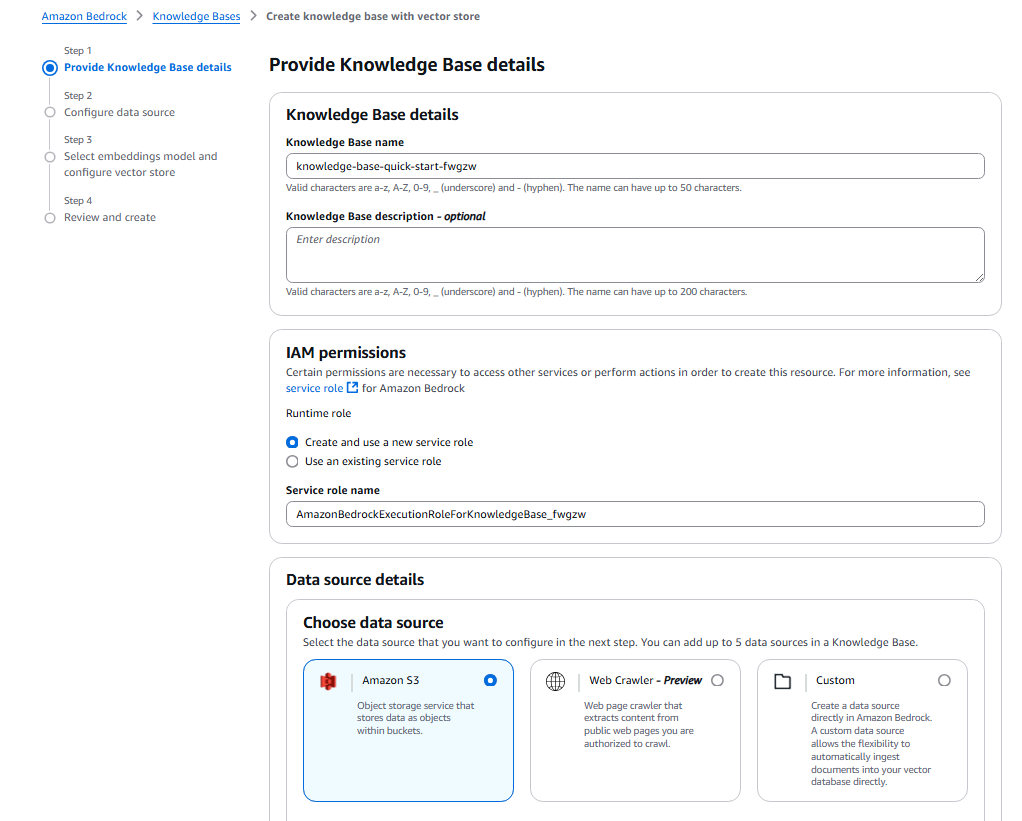 Amazon Bedrock > Knowledge Bases > Create knowledge base with vector store
Step 1
Provide Knowledge Base details
Step 2
Configure data source
Step 3
Select embeddings model and
configure vector store
Step 4
Review and create
Provide Knowledge Base details
Knowledge Base details
Knowledge Base name
knowledge-base-quick-start-fwgzw
Valid characters are a-z, A-Z, 0-9, _ (underscore) and - (hyphen). The name can have up to 50 characters.
Knowledge Base description - optional
Enter description
Valid characters are a-z, A-Z, 0-9, _ (underscore) and - (hyphen). The name can have up to 200 characters.
IAM permissions
Certain permissions are necessary to access other services or perform actions in order to create this resource. For more information, see
service role for Amazon Bedrock
Runtime role
Create and use a new service role
Use an existing service role
Service role name
AmazonBedrockExecutionRoleForKnowledgeBase_fwgzw
Data source details
Choose data source
Select the data source that you want to configure in the next step. You can add up to 5 data sources in a Knowledge Base.
Amazon S3
Object storage service that
stores data as objects
within buckets.
Web Crawler - Preview
Web page crawler that
extracts content from
public web pages you are
authorized to crawl.
Custom
Create a data source
directly in Amazon Bedrock.
A custom data source
allows the flexibility to
automatically ingest
documents into your vector
database directly.